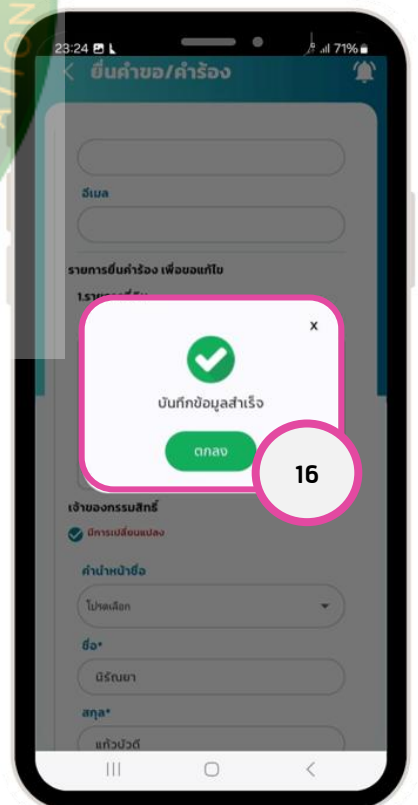 23:24
71%
ยื่นคำขอ/คำร้อง
อีเมล
รายการยื่นคำร้อง เพื่อขอแก้ไข
x
บันทึกข้อมูลสำเร็จ
ตกลง
16
เจ้าของกรรมสิทธิ์
มีการเปลี่ยนแปลง
คำนำหน้าชื่อ
โปรดเลือก
ชื่อ*
นิรัณยา
สกุล*
แก้วบัวดี